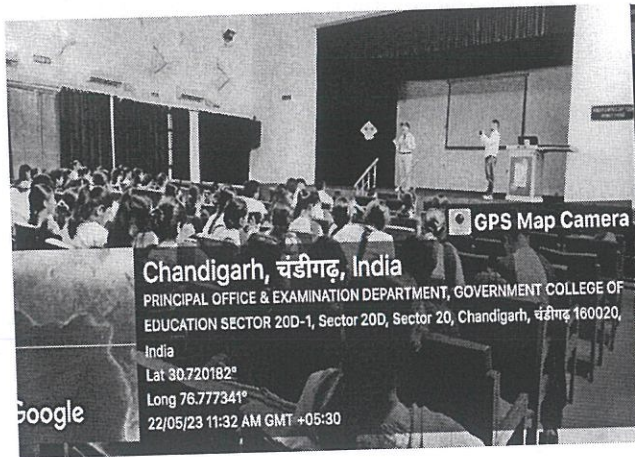 GPS Map Camera
Chandigarh, चंडीगढ़, India
PRINCIPAL OFFICE & EXAMINATION DEPARTMENT, GOVERNMENT COLLEGE OF
EDUCATION SECTOR 20D-1, Sector 20D, Sector 20, Chandigarh, चंडीगढ़ 160020,
India
Lat 30.720182°
Long 76.777341°
22/05/23 11:32 AM GMT +05:30
Google